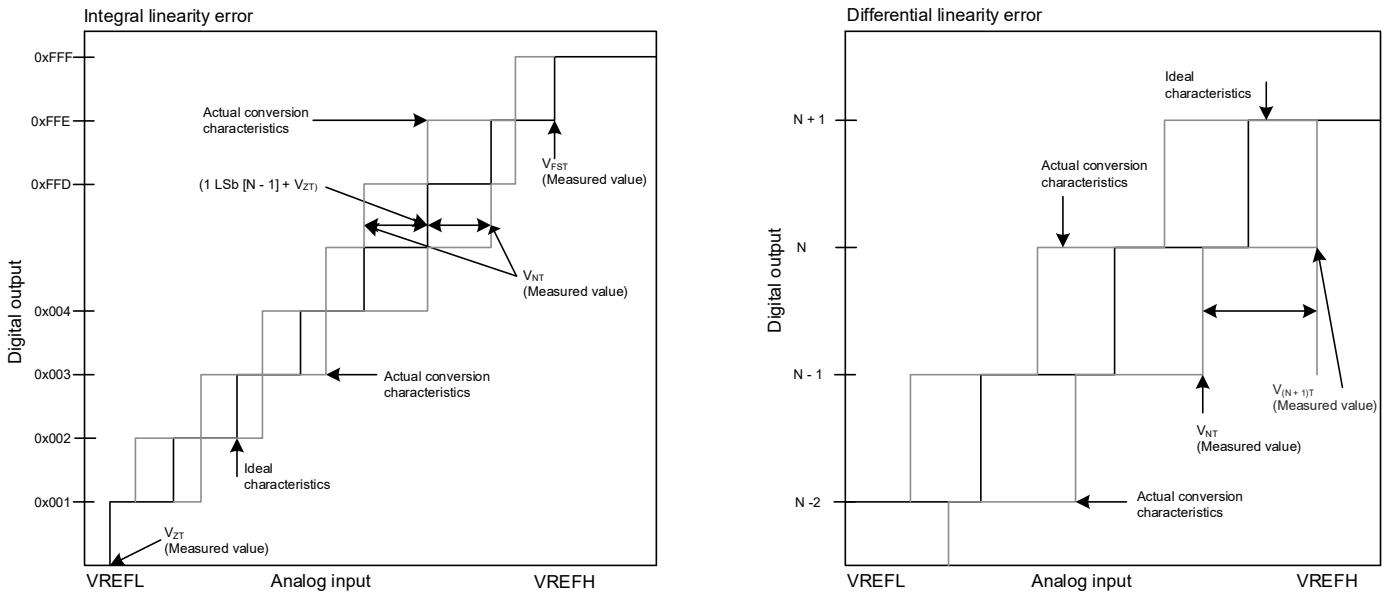 Integral linearity error
0xFFF
0xFFE
0xFFD
0x004
0x003
0x002
0x001
Digital output
Actual conversion
characteristics
(1 LSb [N - 1] + VZT)
VFST
(Measured value)
VNT
(Measured value)
Actual conversion
characteristics
Ideal
characteristics
VZT
(Measured value)
VREFL
Analog input
VREFH
Differential linearity error
N + 1
N
N - 1
N -2
Digital output
Ideal
characteristics
Actual conversion
characteristics
V(N + 1)T
(Measured value)
VNT
(Measured value)
Actual conversion
characteristics
VREFL
Analog input
VREFH